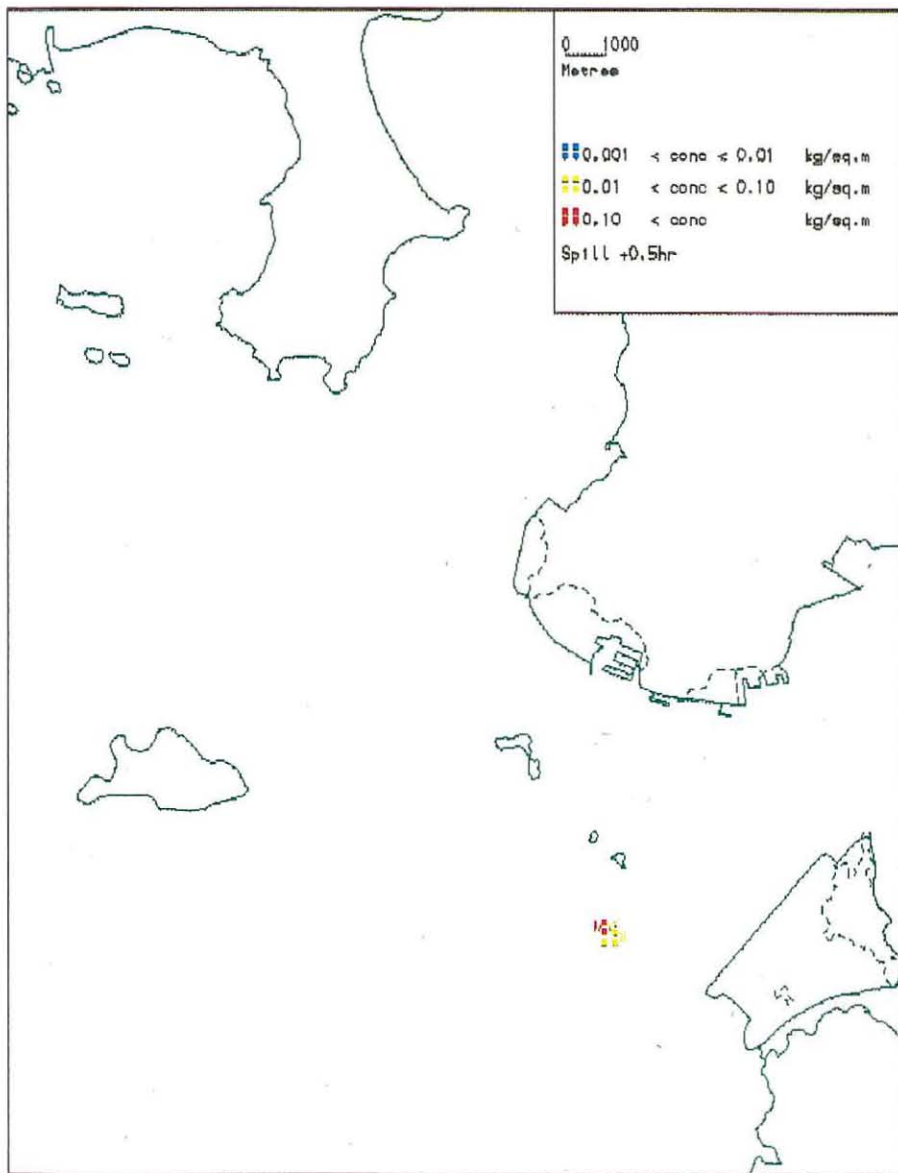 0 1000
Metres
0.001 < conc < 0.01 kg/sq.m
0.01 < conc < 0.10 kg/sq.m
0.10 < conc kg/sq.m
Spill +0.5hr